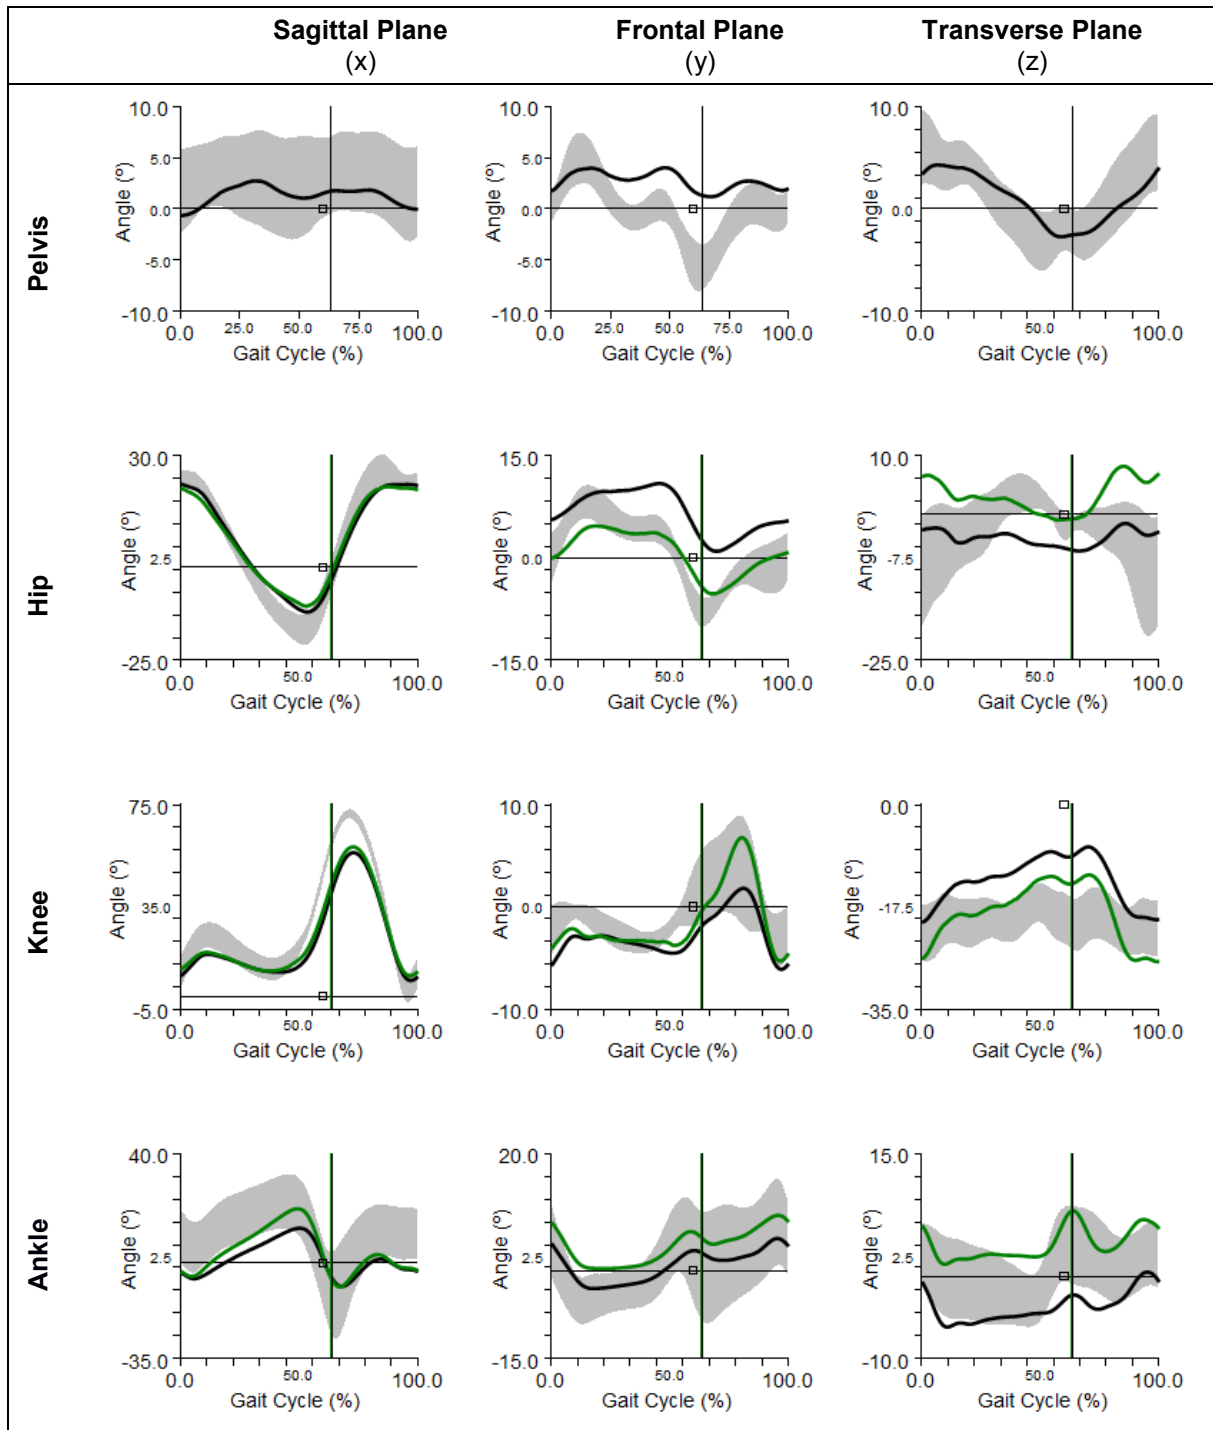 Sagittal Plane
(x)
Frontal Plane
(y)
Transverse Plane
(z)
Pelvis
10.0
5.0
0.0
-5.0
-10.0
Angle (º)
0.0
25.0
50.0
75.0
100.0
Gait Cycle (%)
10.0
5.0
0.0
-5.0
-10.0
Angle (º)
0.0
25.0
50.0
75.0
100.0
Gait Cycle (%)
10.0
0.0
-10.0
Angle (º)
0.0
50.0
100.0
Gait Cycle (%)
Hip
30.0
2.5
-25.0
Angle (º)
0.0
50.0
100.0
Gait Cycle (%)
15.0
0.0
-15.0
Angle (º)
0.0
50.0
100.0
Gait Cycle (%)
10.0
-7.5
-25.0
Angle (º)
0.0
50.0
100.0
Gait Cycle (%)
Knee
75.0
35.0
-5.0
Angle (º)
0.0
50.0
100.0
Gait Cycle (%)
10.0
0.0
-10.0
Angle (º)
0.0
50.0
100.0
Gait Cycle (%)
0.0
-17.5
-35.0
Angle (º)
0.0
50.0
100.0
Gait Cycle (%)
Ankle
40.0
2.5
-35.0
Angle (º)
0.0
50.0
100.0
Gait Cycle (%)
20.0
2.5
-15.0
Angle (º)
0.0
50.0
100.0
Gait Cycle (%)
15.0
2.5
-10.0
Angle (º)
0.0
50.0
100.0
Gait Cycle (%)